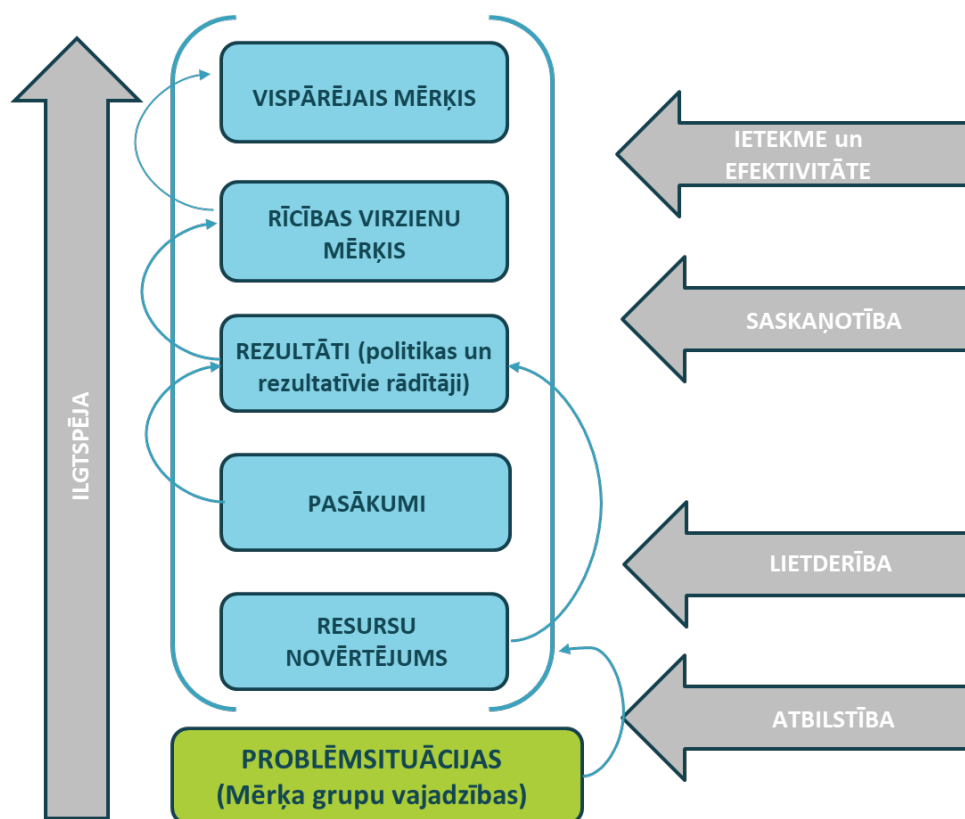 VISPĀRĒJAIS MĒRĶIS
RĪCĪBAS VIRZIENU
MĒRĶIS
REZULTĀTI (politikas un
rezultatīvie rādītāji)
PASĀKUMI
RESURSU
NOVĒRTĒJUMS
PROBLĒMSITUĀCIJAS
(Mērķa grupu vajadzības)
ILGTSPĒJA
IETEKME un
EFEKTIVITĀTE
SASKAŅOTĪBA
LIETDERĪBA
ATBILSTĪBA